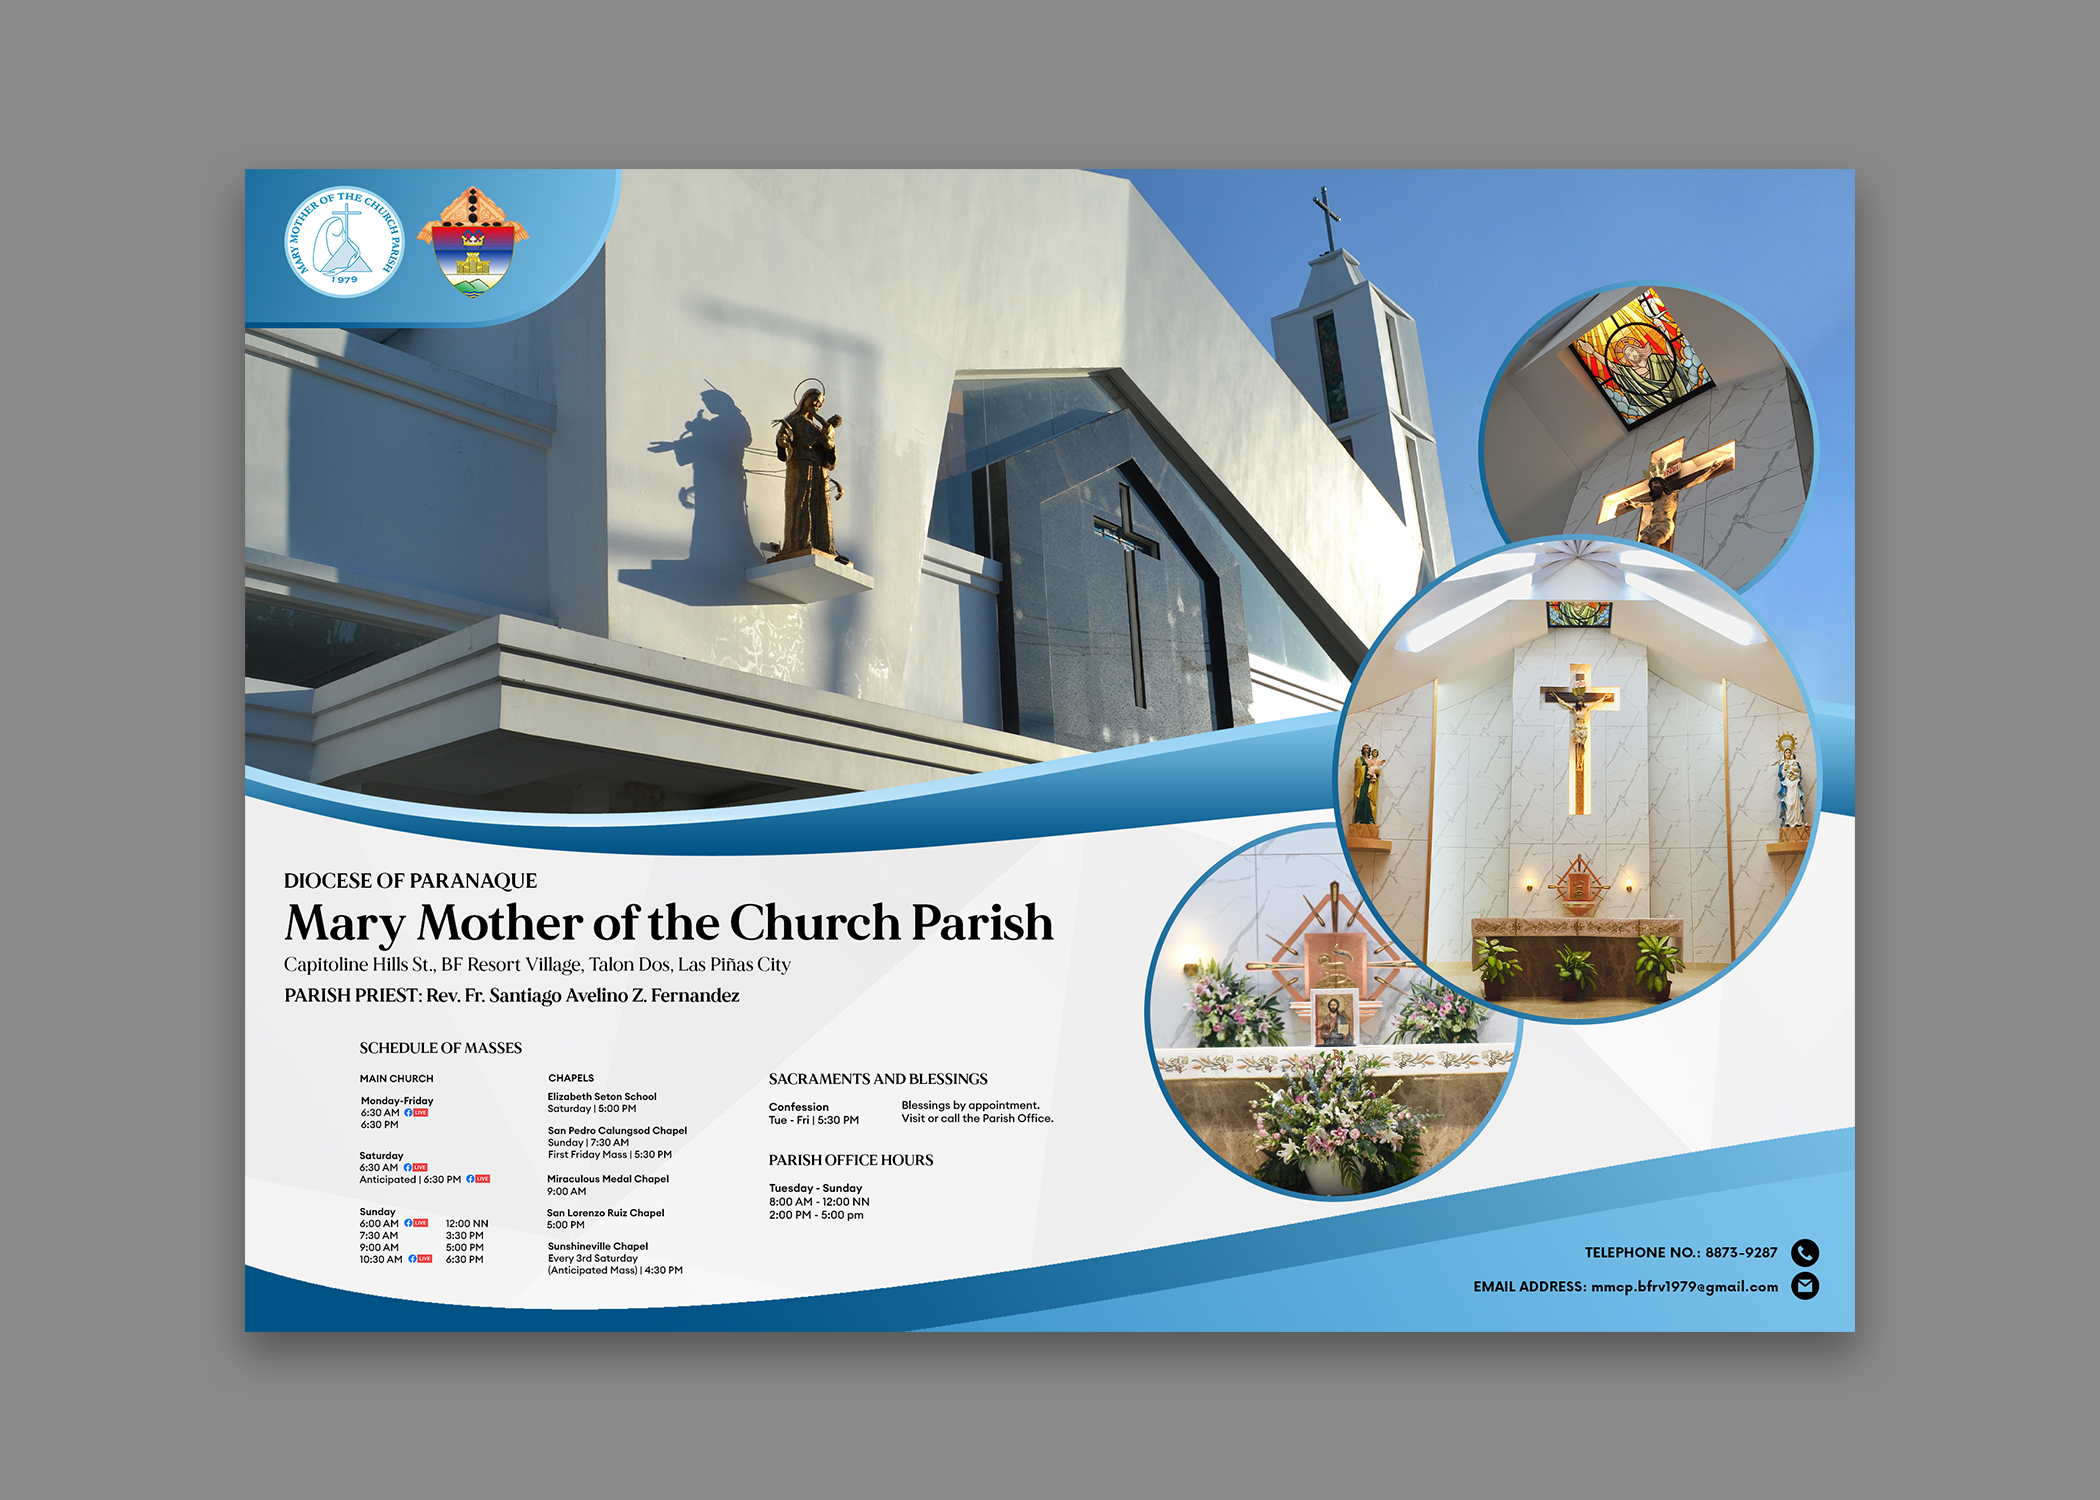 MARY MOTHER OF THE CHURCH PARISH
1979
DIOCESE OF PARANAQUE
Mary Mother of the Church Parish
Capitoline Hills St., BF Resort Village, Talon Dos, Las Piñas City
PARISH PRIEST: Rev. Fr. Santiago Avelino Z. Fernandez
SCHEDULE OF MASSES
MAIN CHURCH
Monday-Friday
6:30 AM LIVE
6:30 PM
Saturday
6:30 AM LIVE
Anticipated | 6:30 PM LIVE
Sunday
6:00 AM LIVE
7:30 AM
9:00 AM
10:30 AM LIVE
12:00 NN
3:30 PM
5:00 PM
6:30 PM
CHAPELS
Elizabeth Seton School
Saturday | 5:00 PM
San Pedro Calungsod Chapel
Sunday | 7:30 AM
First Friday Mass | 5:30 PM
Miraculous Medal Chapel
9:00 AM
San Lorenzo Ruiz Chapel
5:00 PM
Sunshineville Chapel
Every 3rd Saturday
(Anticipated Mass) | 4:30 PM
SACRAMENTS AND BLESSINGS
Confession
Tue - Fri | 5:30 PM
Blessings by appointment.
Visit or call the Parish Office.
PARISH OFFICE HOURS
Tuesday - Sunday
8:00 AM - 12:00 NN
2:00 PM - 5:00 pm
TELEPHONE NO.: 8873-9287
EMAIL ADDRESS: mmcp.bfrv1979@gmail.com